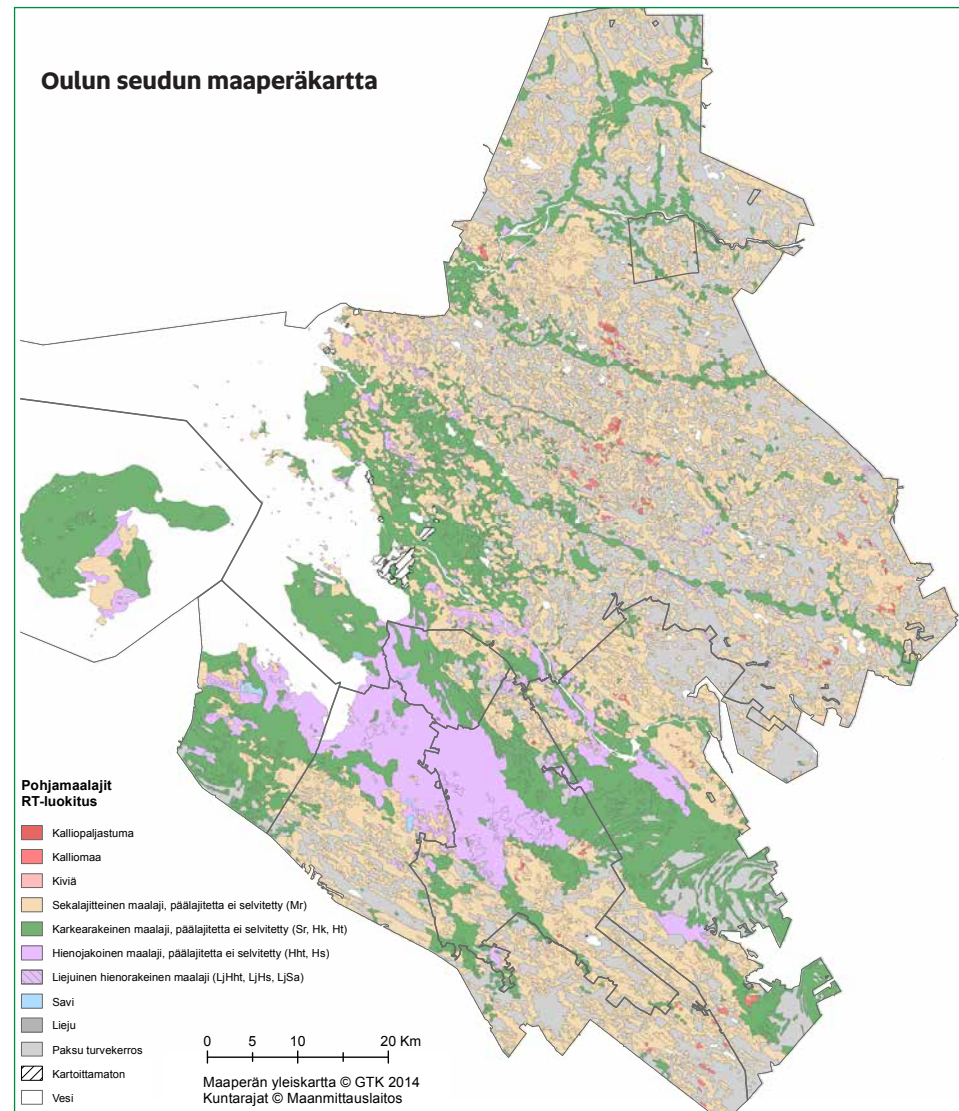 Oulun seudun maaperäkartta
Pohjamaalajit
RT-luokitus
Kalliopaljastuma
Kalliomaa
Kiviä
Sekalajitteinen maalaji, päälajitetta ei selvitetty (Mr)
Karkearakeinen maalaji, päälajitetta ei selvitetty (Sr, Hk, Ht)
Hienojakoinen maalaji, päälajitetta ei selvitetty (Hht, Hs)
Liejuinen hienorakeinen maalaji (LjHht, LjHs, LjSa)
Savi
Lieju
Paksu turvekerros
Kartoittamaton
Vesi
0 5 10 20 Km
Maaperän yleiskartta © GTK 2014
Kuntarajat © Maanmittauslaitos